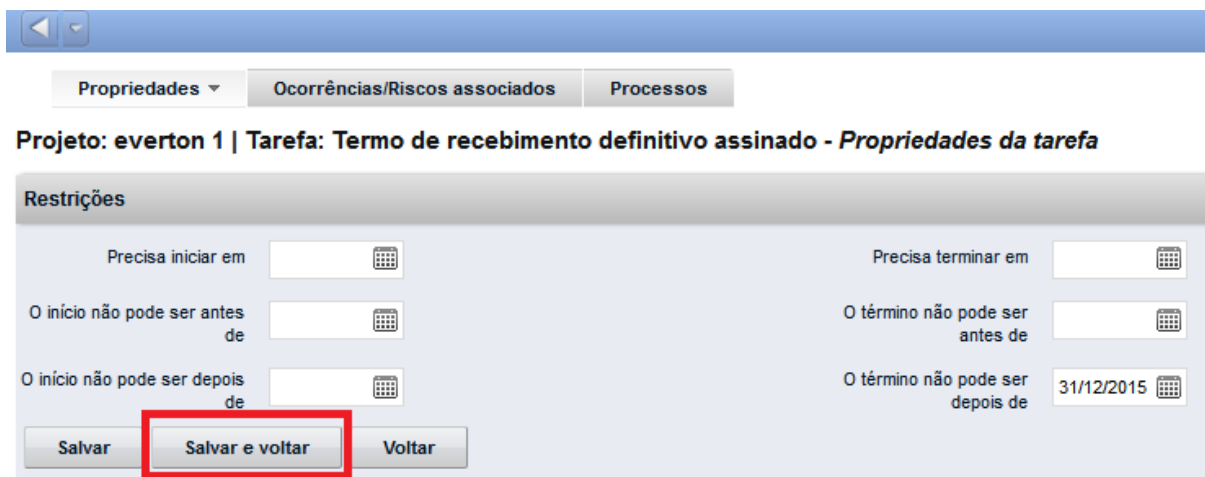 Propriedades
Ocorrências/Riscos associados
Processos
Projeto: everton 1 | Tarefa: Termo de recebimento definitivo assinado - Propriedades da tarefa
Restrições
Precisa iniciar em
Precisa terminar em
O início não pode ser antes
de
O término não pode ser
antes de
O início não pode ser depois
de
O término não pode ser
depois de
31/12/2015
Salvar
Salvar e voltar
Voltar